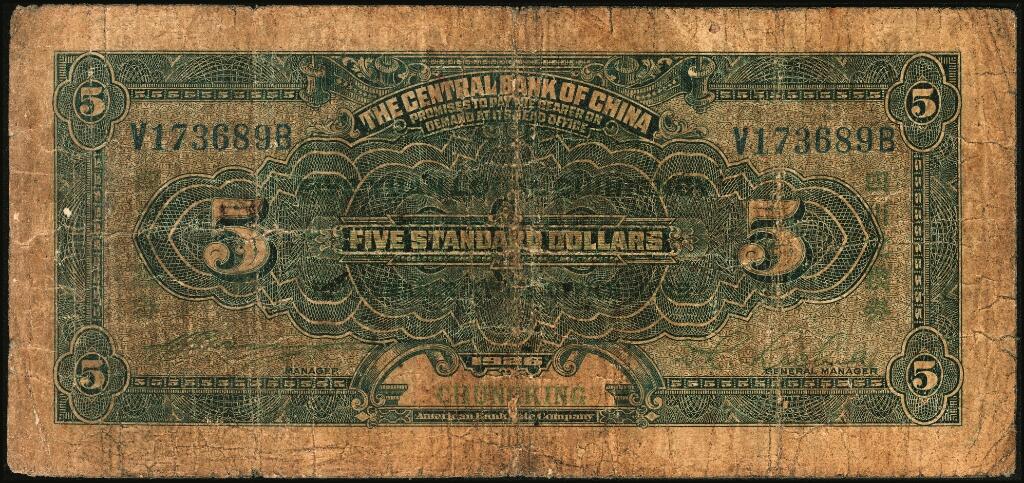 5
5
THE CENTRAL BANK OF CHINA
PROMISES TO PAY THE BEARER ON
DEMAND AT ITS HEAD OFFICE
V173689B
V173689B
5
FIVE STANDARD DOLLARS
5
1926
MANAGER
GENERAL MANAGER
5
CHUNGKING
5
American Bank Note Company